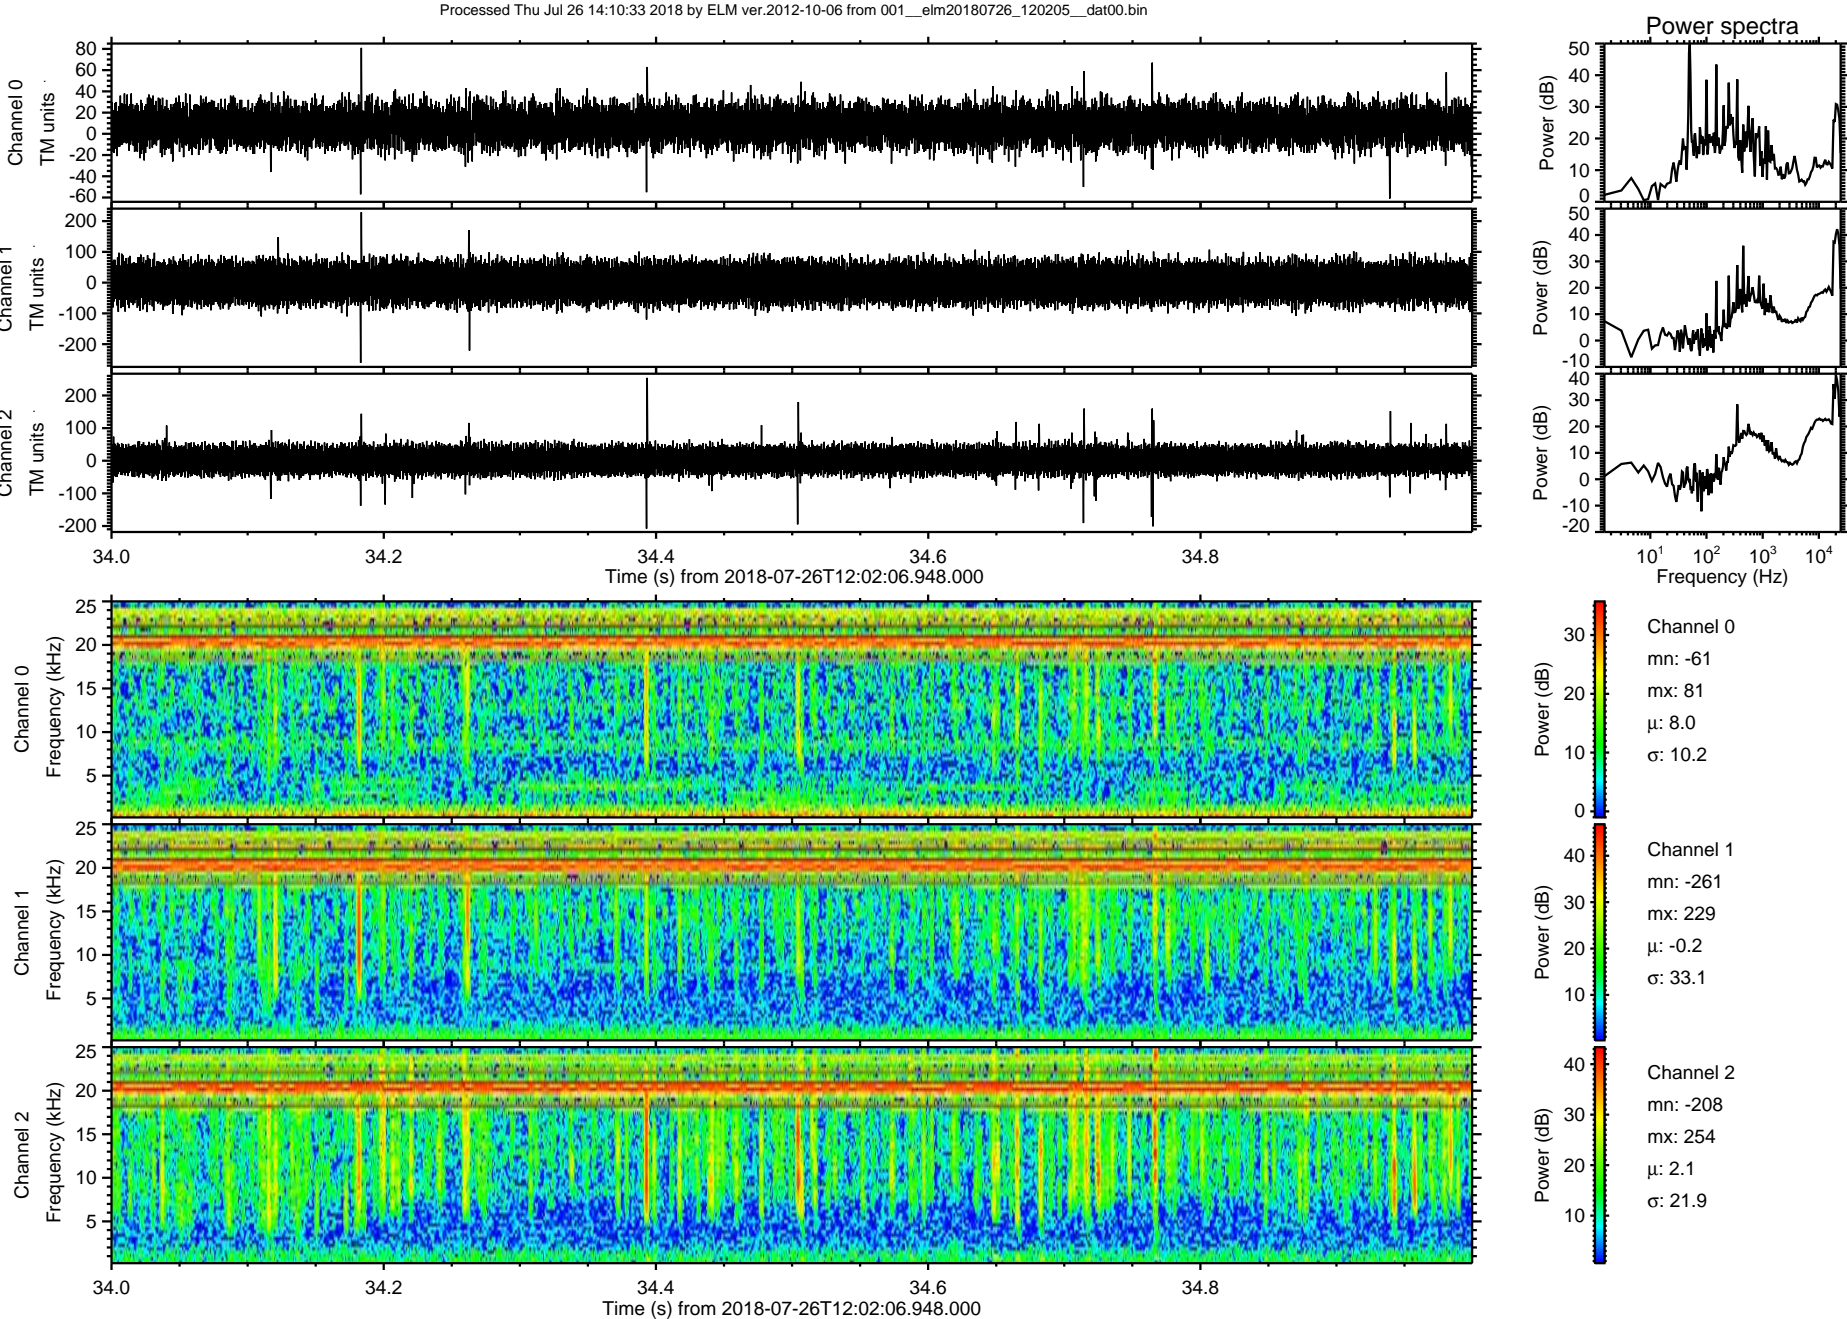 Processed Thu Jul 26 14:10:33 2018 by ELM ver.2012-10-06 from 001__elm20180726_120205__dat00.bin
Power spectra
Channel 0
TM units
80
60
40
20
0
-20
-40
-60
Power (dB)
50
40
30
20
10
0
Channel 1
TM units
200
100
0
-100
-200
Power (dB)
50
40
30
20
10
0
-10
Channel 2
TM units
200
100
0
-100
-200
Power (dB)
40
30
20
10
0
-10
-20
34.0 34.2 34.4 34.6 34.8
Time (s) from 2018-07-26T12:02:06.948.000
10¹ 10² 10³ 10⁴
Frequency (Hz)
Channel 0
Frequency (kHz)
25
20
15
10
5
Power (dB)
30
20
10
0
Channel 0
mn: -61
mx: 81
μ: 8.0
σ: 10.2
Channel 1
Frequency (kHz)
25
20
15
10
5
Power (dB)
40
30
20
10
Channel 1
mn: -261
mx: 229
μ: -0.2
σ: 33.1
Channel 2
Frequency (kHz)
25
20
15
10
5
Power (dB)
40
30
20
10
Channel 2
mn: -208
mx: 254
μ: 2.1
σ: 21.9
34.0 34.2 34.4 34.6 34.8
Time (s) from 2018-07-26T12:02:06.948.000